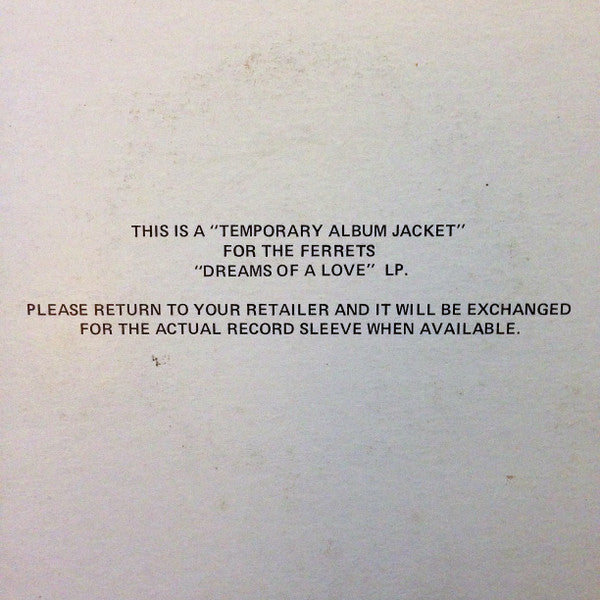 THIS IS A "TEMPORARY ALBUM JACKET"
FOR THE FERRETS
"DREAMS OF A LOVE" LP.
PLEASE RETURN TO YOUR RETAILER AND IT WILL BE EXCHANGED
FOR THE ACTUAL RECORD SLEEVE WHEN AVAILABLE.